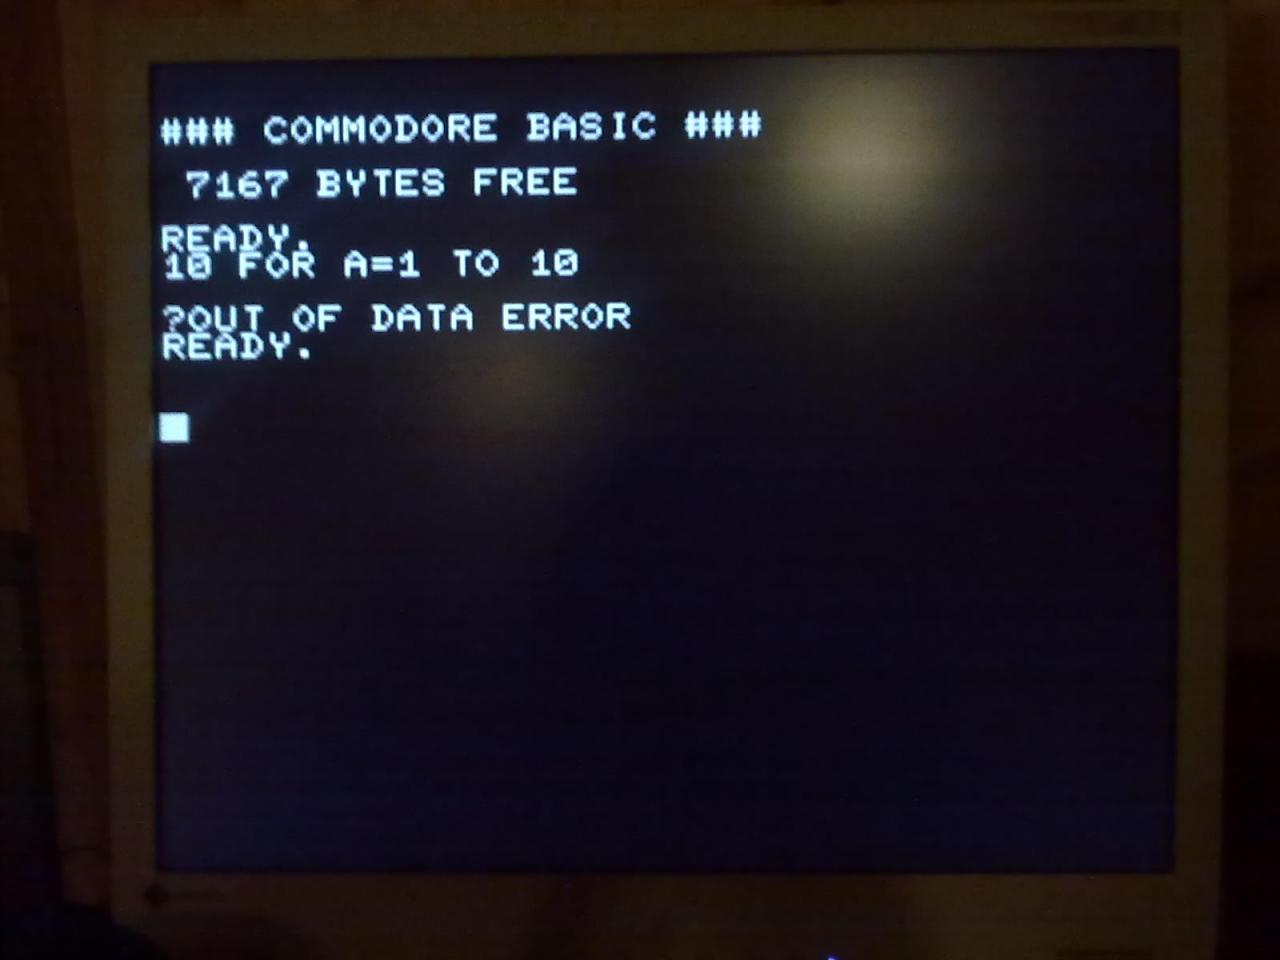 ### COMMODORE BASIC ###
7167 BYTES FREE
READY.
10 FOR A=1 TO 10
?OUT OF DATA ERROR
READY.